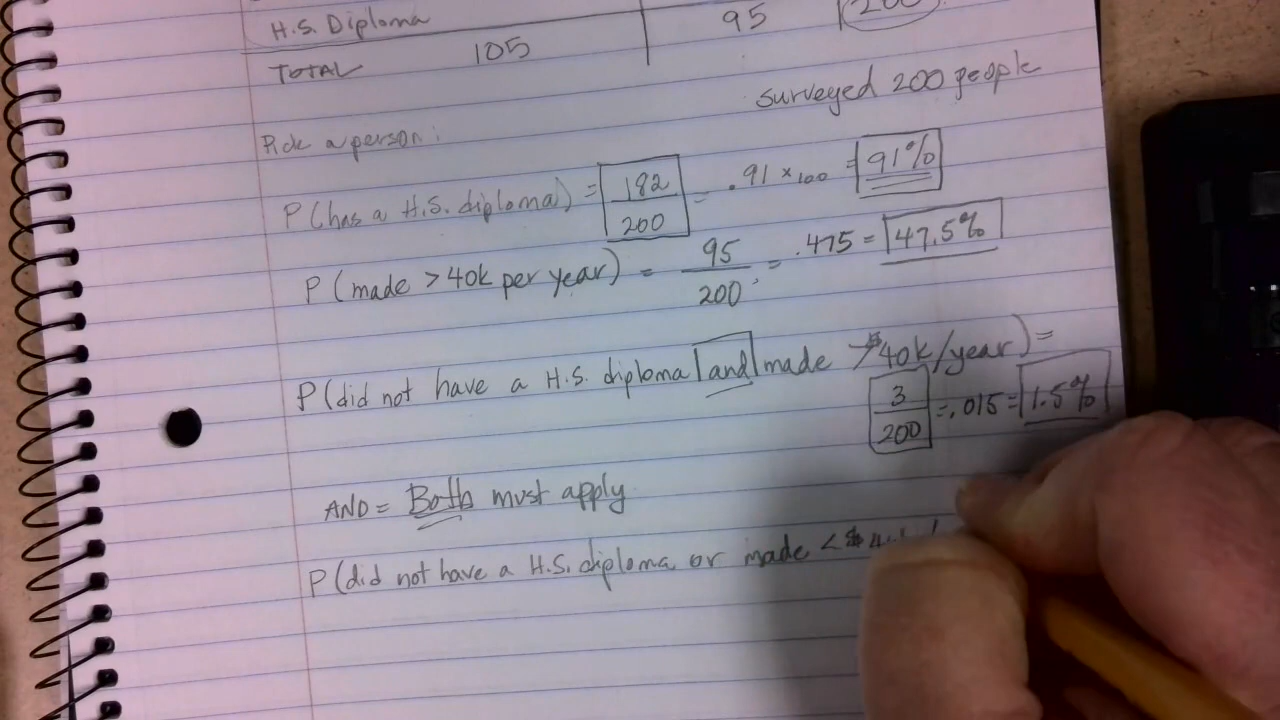 H.S. Diploma 95 200
TOTAL 105
surveyed 200 people
Pick a person:
P(has a H.S. diploma) = 182/200 = .91 × 100 = 91%
P(made >40k per year) = 95/200 = .475 = 47.5%
P(did not have a H.S. diploma and made >$40k/year) =
3/200 = .015 = 1.5%
AND = Both must apply
P(did not have a H.S. diploma or made <$